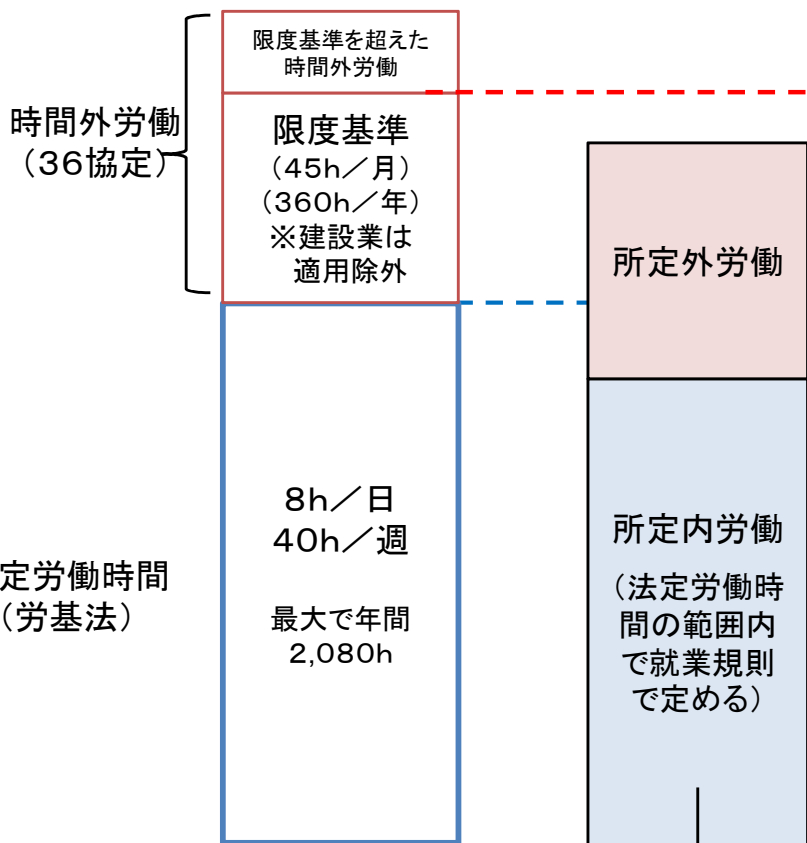 限度基準を超えた
時間外労働
時間外労働
（36協定）
限度基準
（45h／月）
（360h／年）
※建設業は
適用除外
所定外労働
8h／日
40h／週
最大で年間
2,080h
定労働時間
（労基法）
所定内労働
（法定労働時
間の範囲内
で就業規則
で定める）